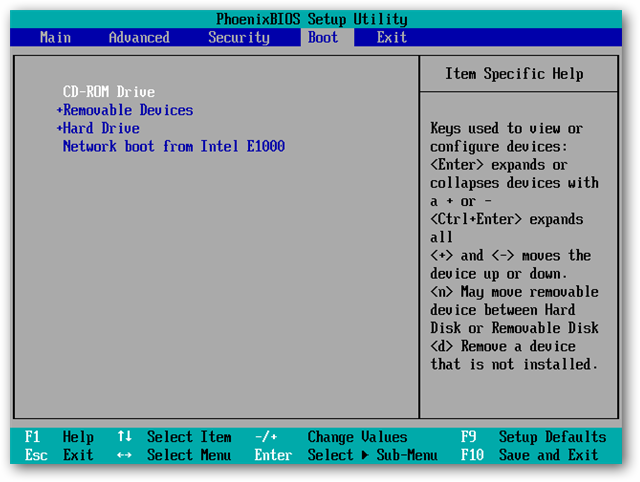 PhoenixBIOS Setup Utility
Main Advanced Security Boot Exit
CD-ROM Drive
+Removable Devices
+Hard Drive
Network boot from Intel E1000
Item Specific Help
Keys used to view or
configure devices:
<Enter> expands or
collapses devices with
a + or -
<Ctrl+Enter> expands
all
<+> and <-> moves the
device up or down.
<n> May move removable
device between Hard
Disk or Removable Disk
<d> Remove a device
that is not installed.
F1 Help ↑↓ Select Item -/+ Change Values F9 Setup Defaults
Esc Exit ↔ Select Menu Enter Select ▶ Sub-Menu F10 Save and Exit